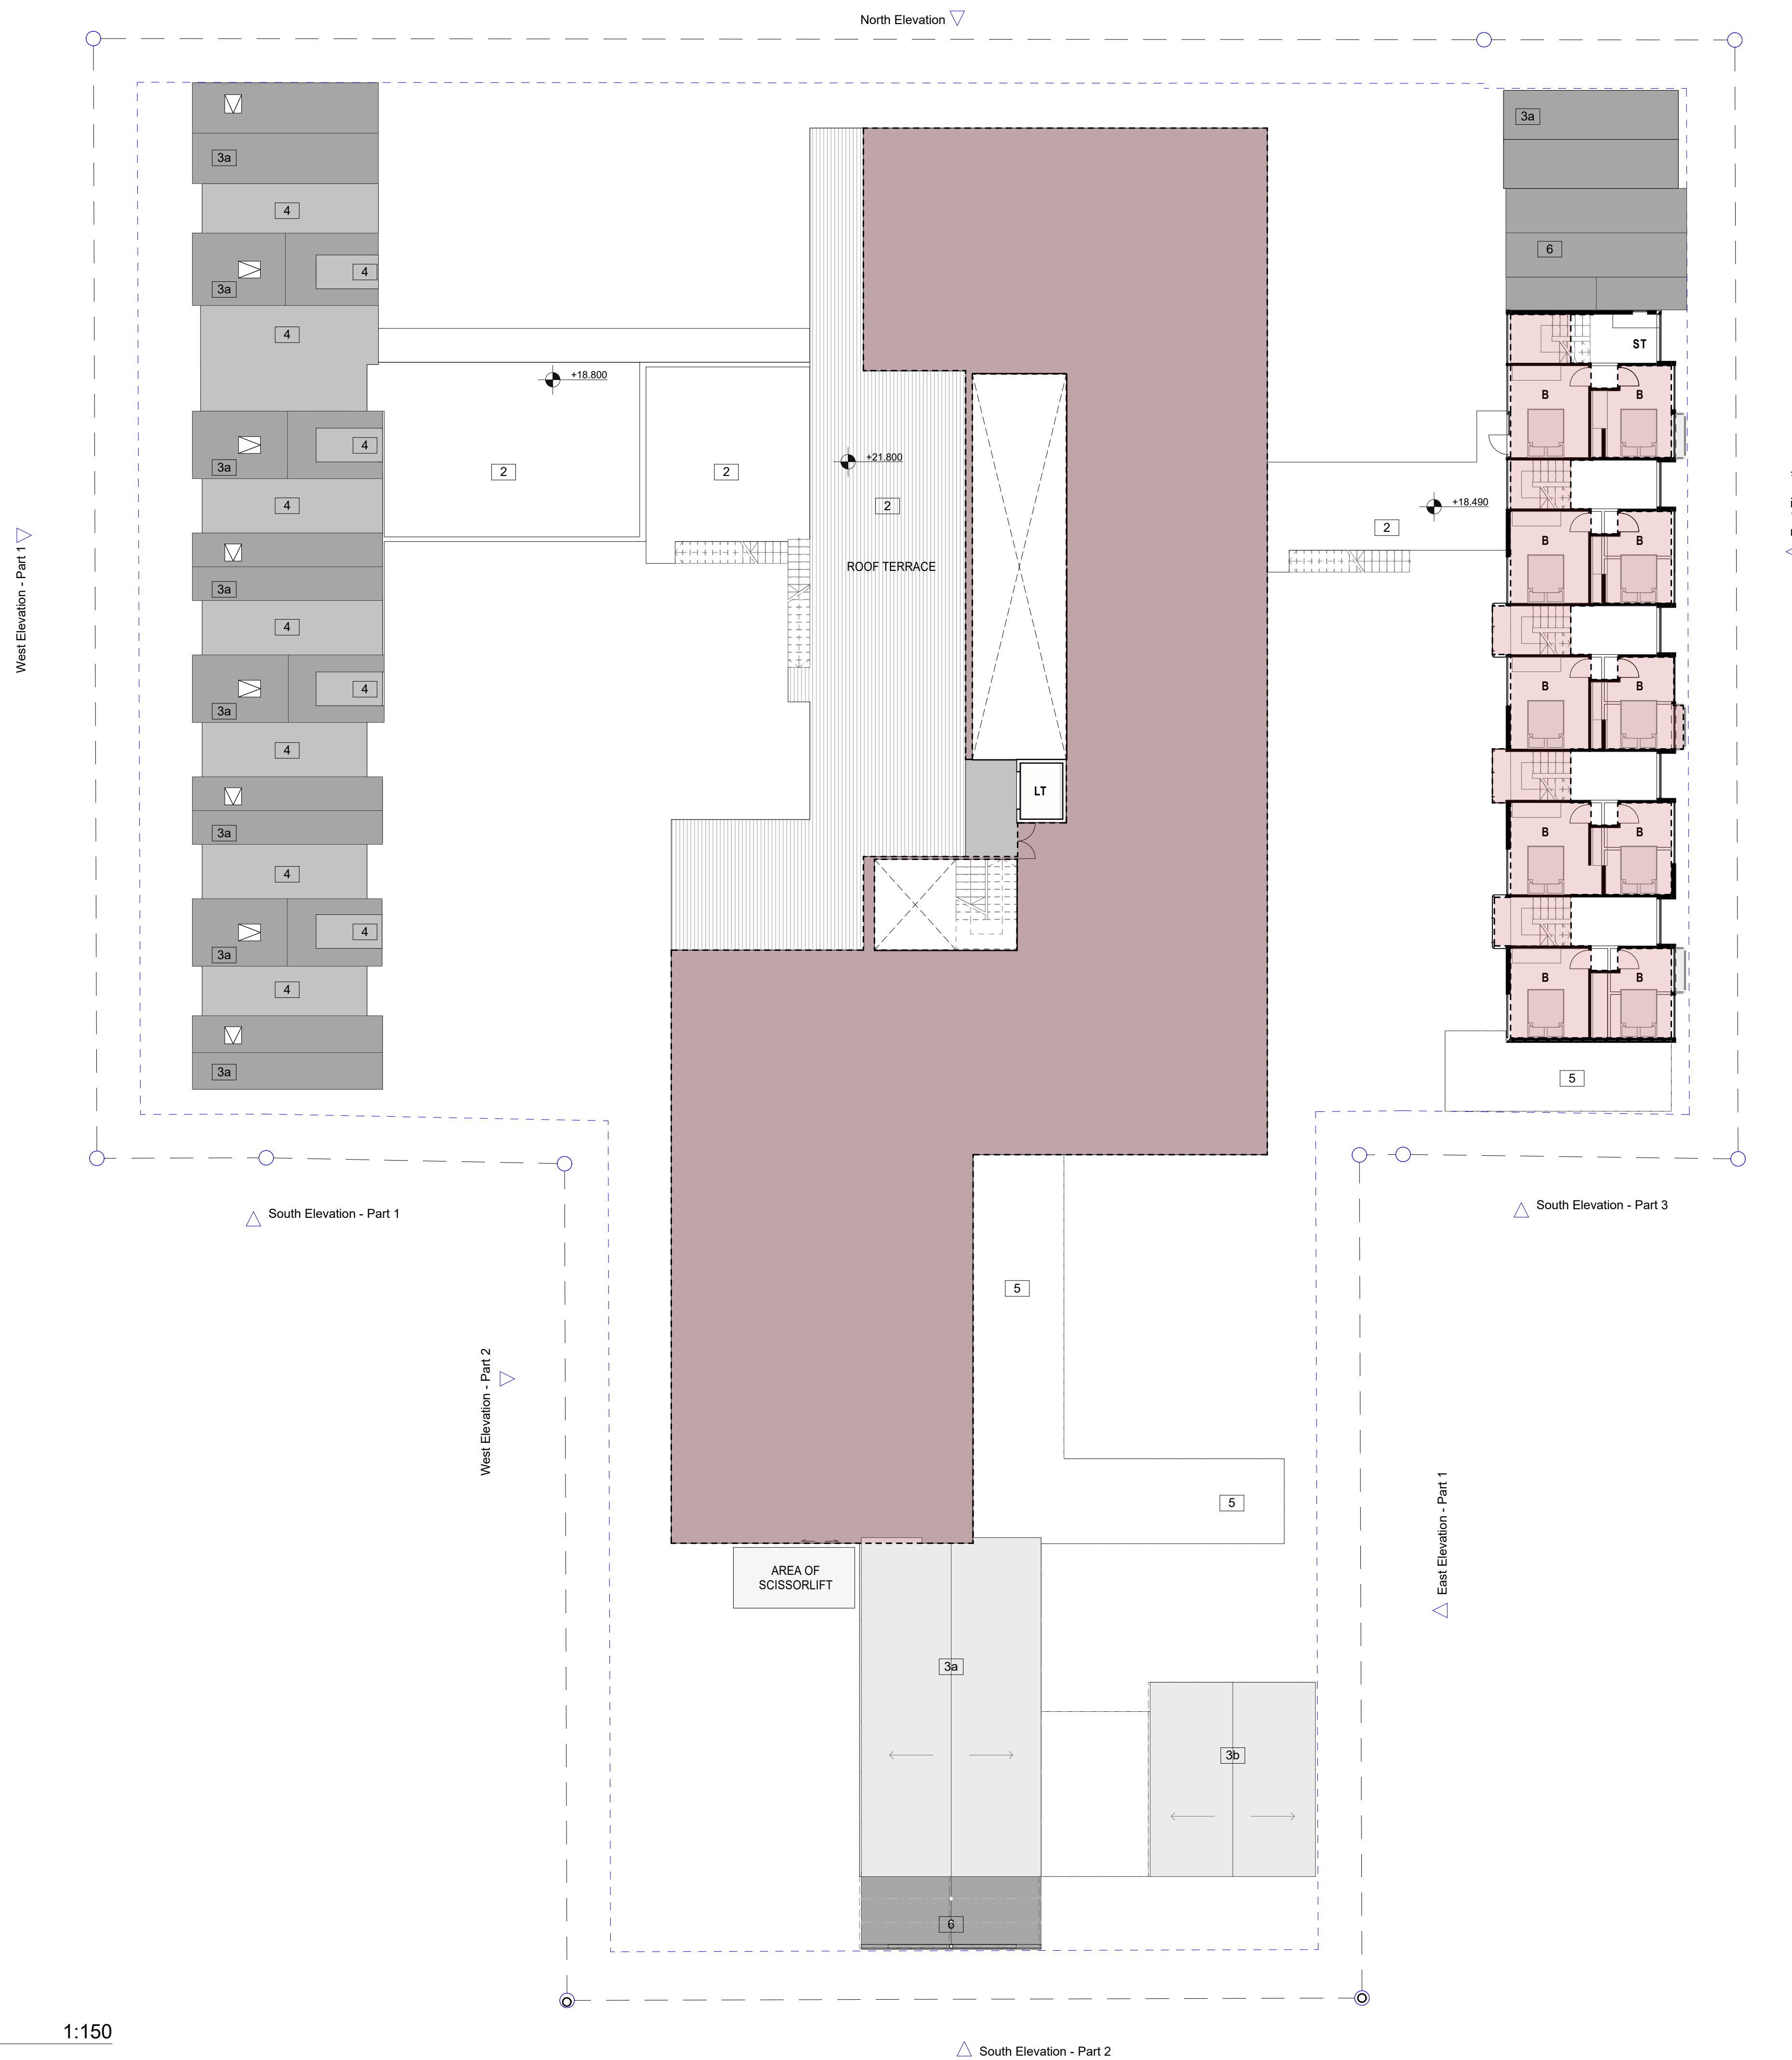 North Elevation
3a
3a
4
6
3a
4
4
ST
+18.800
B
B
4
3a
+21.800
2
2
+18.490
4
2
2
B
B
West Elevation - Part 1
ROOF TERRACE
3a
4
4
3a
B
B
4
LT
3a
B
B
4
4
3a
B
B
4
3a
5
South Elevation - Part 1
South Elevation - Part 3
5
West Elevation - Part 2
5
East Elevation - Part 1
AREA OF
SCISSORLIFT
3a
3b
6
1:150
South Elevation - Part 2